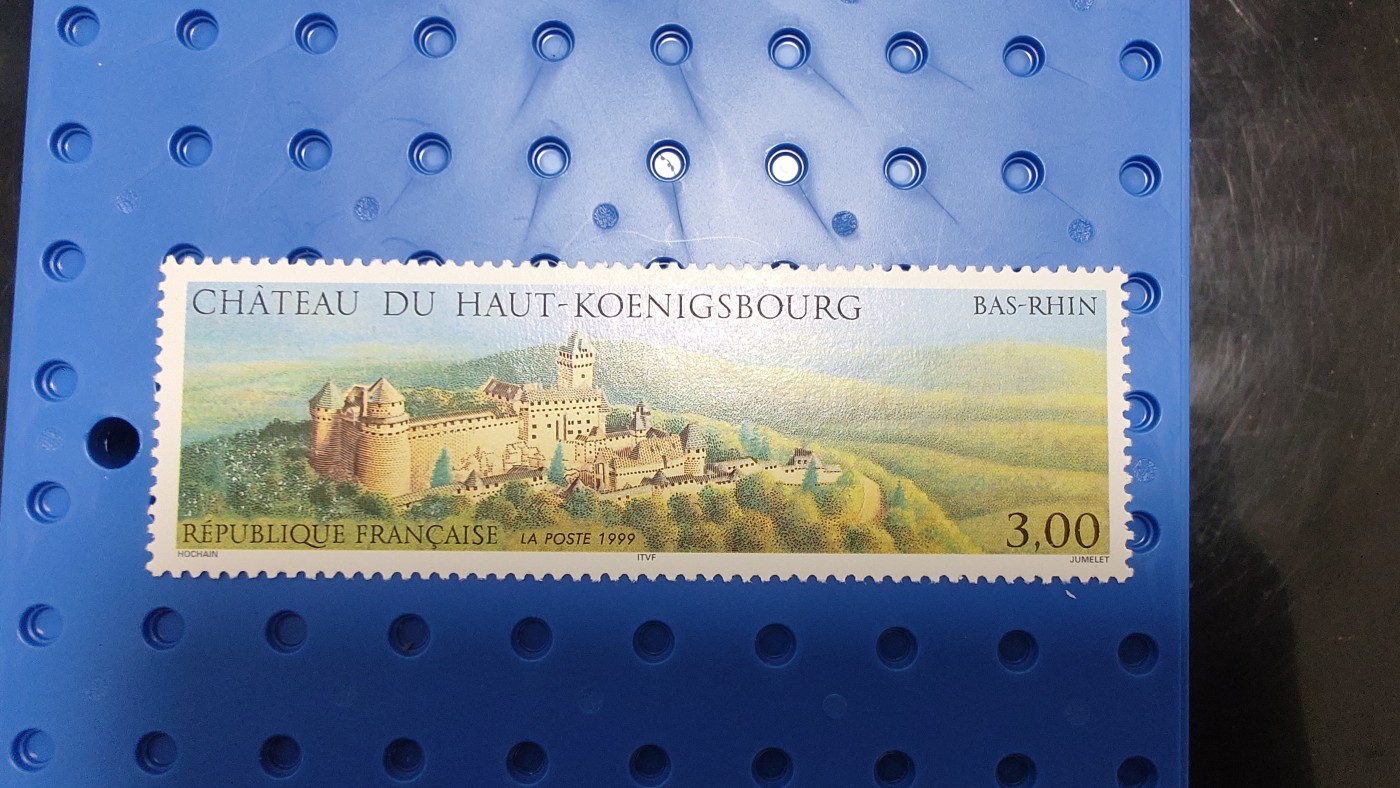 CHÂTEAU DU HAUT-KOENIGSBOURG BAS-RHIN
RÉPUBLIQUE FRANÇAISE LA POSTE 1999 3,00
HOCHAIN ITVF JUMELET